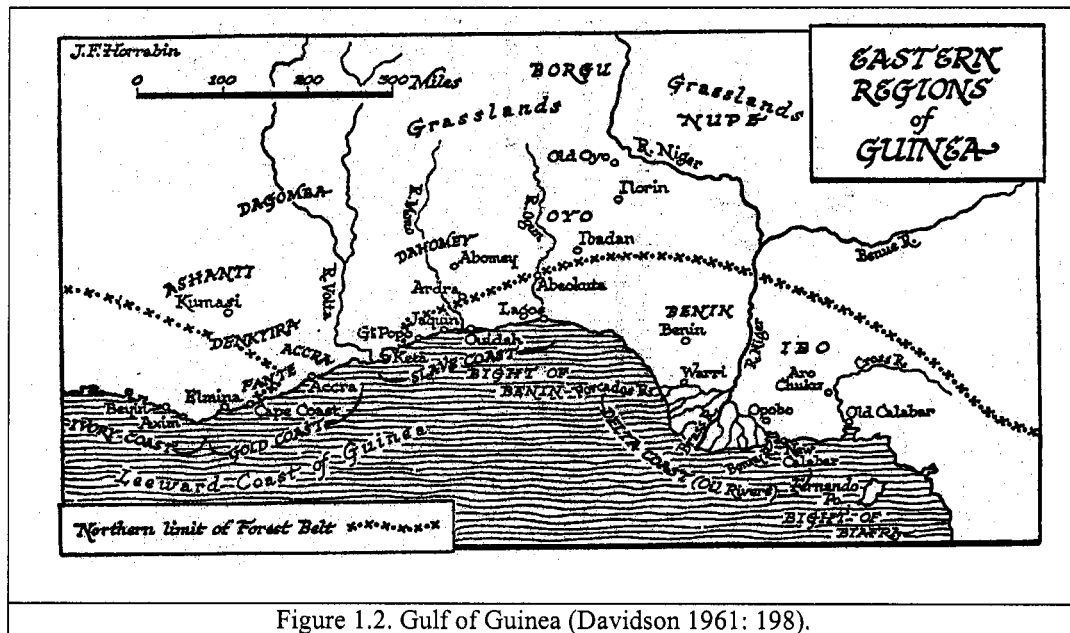 J.F. Horrabin
0 100 200 300 Miles
EASTERN
REGIONS
of
GUINEA
BORGU
Grasslands
Grasslands
NUPE
R. Niger
Old Oyo
Ilorin
DAGOMBA
R. Mono
R. Ogun
OYO
Ibadan
DAHOMEY
Abomey
Benue R.
ASHANTI
Kumasi
R. Volta
Ardra
Abeokuta
Lagos
BENIN
Benin
R. Niger
DENKYIRA
Gt Popo
Jaquin
Ouidah
IBO
ACCRA
Keta
SLAVE COAST
Cross R.
FANTE
Accra
BIGHT OF
BENIN
Forcados R.
Warri
Aro
Chuku
Elmina
Cape Coast
Beyin
Axim
Opobo
Old Calabar
IVORY COAST
GOLD COAST
DELTA COAST (Oil Rivers)
New
Calabar
Leeward Coast of Guinea
Fernando
Po
BIGHT OF
BIAFRA
Northern limit of Forest Belt x·x·x·x·x·x·x
Figure 1.2. Gulf of Guinea (Davidson 1961: 198).